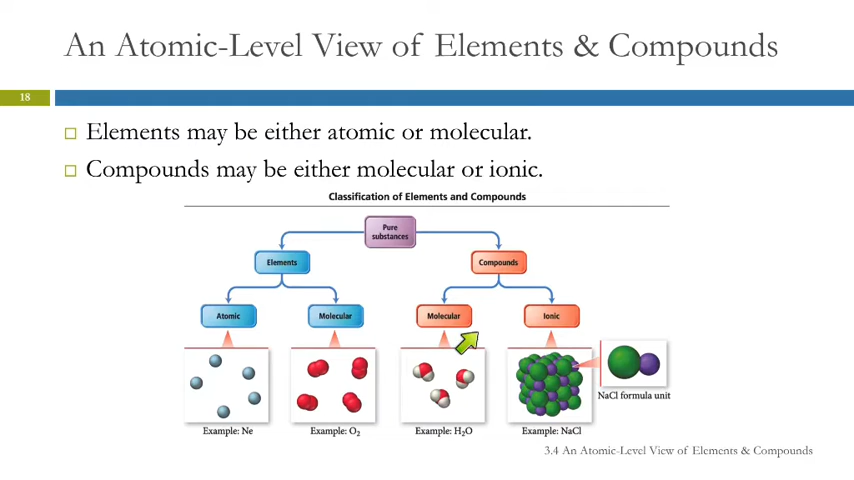 An Atomic-Level View of Elements & Compounds
18
Elements may be either atomic or molecular.
Compounds may be either molecular or ionic.
Classification of Elements and Compounds
Pure
substances
Elements
Compounds
Atomic
Molecular
Molecular
Ionic
NaCl formula unit
Example: Ne
Example: O₂
Example: H₂O
Example: NaCl
3.4 An Atomic-Level View of Elements & Compounds